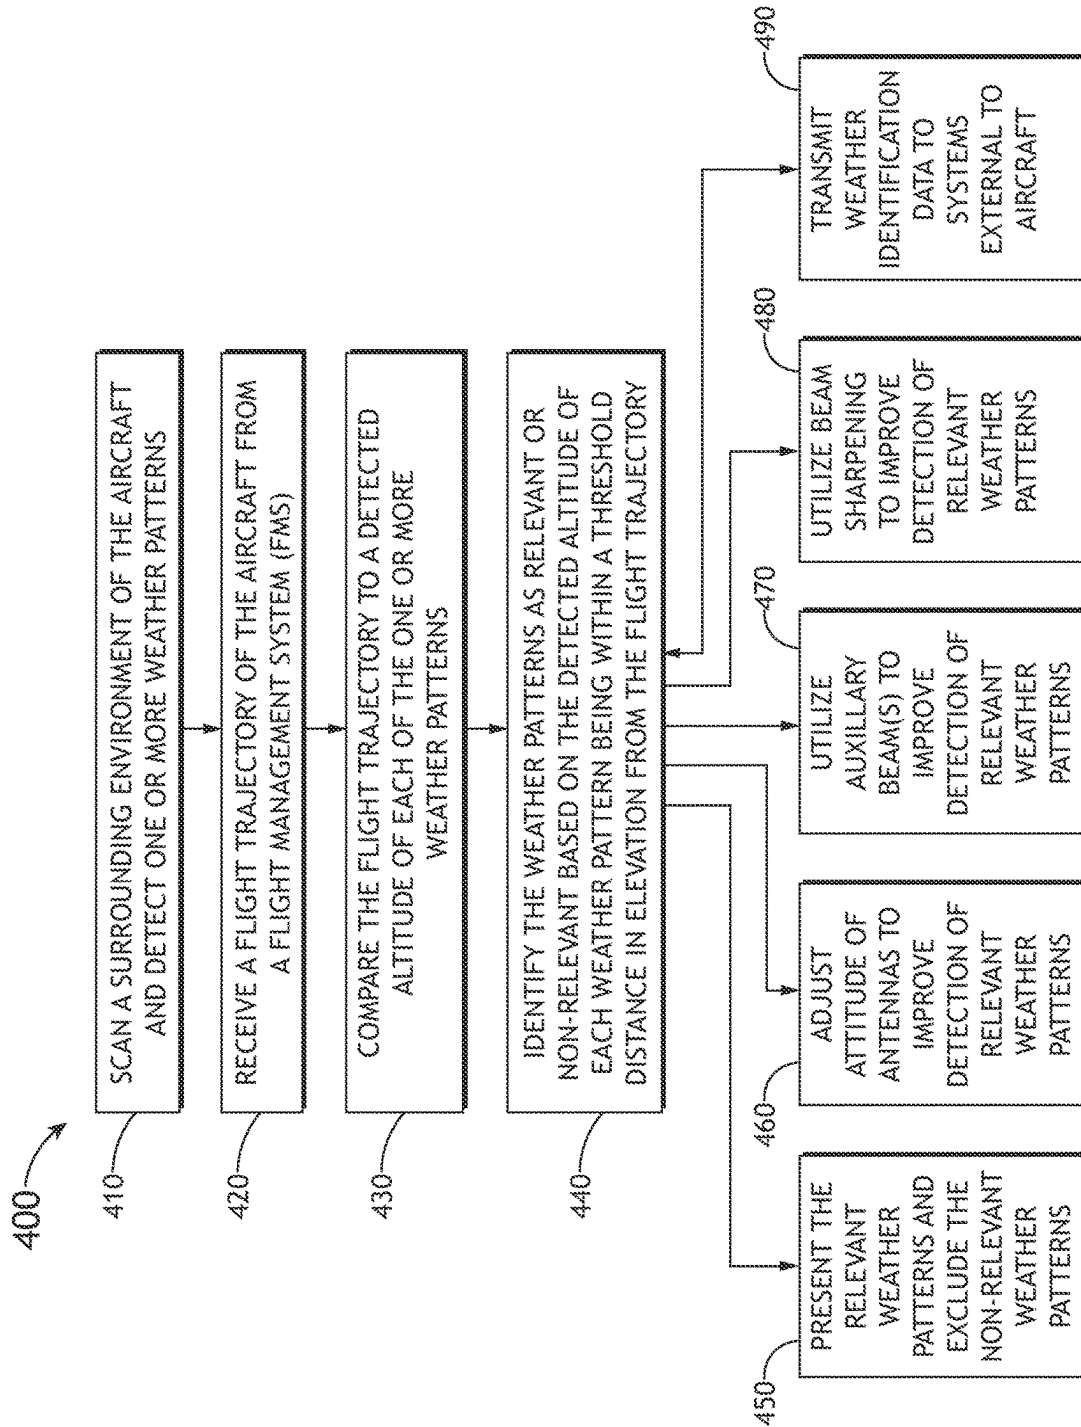 400
410
SCAN A SURROUNDING ENVIRONMENT OF THE AIRCRAFT
AND DETECT ONE OR MORE WEATHER PATTERNS
420
RECEIVE A FLIGHT TRAJECTORY OF THE AIRCRAFT FROM
A FLIGHT MANAGEMENT SYSTEM (FMS)
430
COMPARE THE FLIGHT TRAJECTORY TO A DETECTED
ALTITUDE OF EACH OF THE ONE OR MORE
WEATHER PATTERNS
440
IDENTIFY THE WEATHER PATTERNS AS RELEVANT OR
NON-RELEVANT BASED ON THE DETECTED ALTITUDE OF
EACH WEATHER PATTERN BEING WITHIN A THRESHOLD
DISTANCE IN ELEVATION FROM THE FLIGHT TRAJECTORY
450
PRESENT THE
RELEVANT
WEATHER
PATTERNS AND
EXCLUDE THE
NON-RELEVANT
WEATHER
PATTERNS
460
ADJUST
ATTITUDE OF
ANTENNAS TO
IMPROVE
DETECTION OF
RELEVANT
WEATHER
PATTERNS
470
UTILIZE
AUXILLARY
BEAM(S) TO
IMPROVE
DETECTION OF
RELEVANT
WEATHER
PATTERNS
480
UTILIZE BEAM
SHARPENING
TO IMPROVE
DETECTION OF
RELEVANT
WEATHER
PATTERNS
490
TRANSMIT
WEATHER
IDENTIFICATION
DATA TO
SYSTEMS
EXTERNAL TO
AIRCRAFT